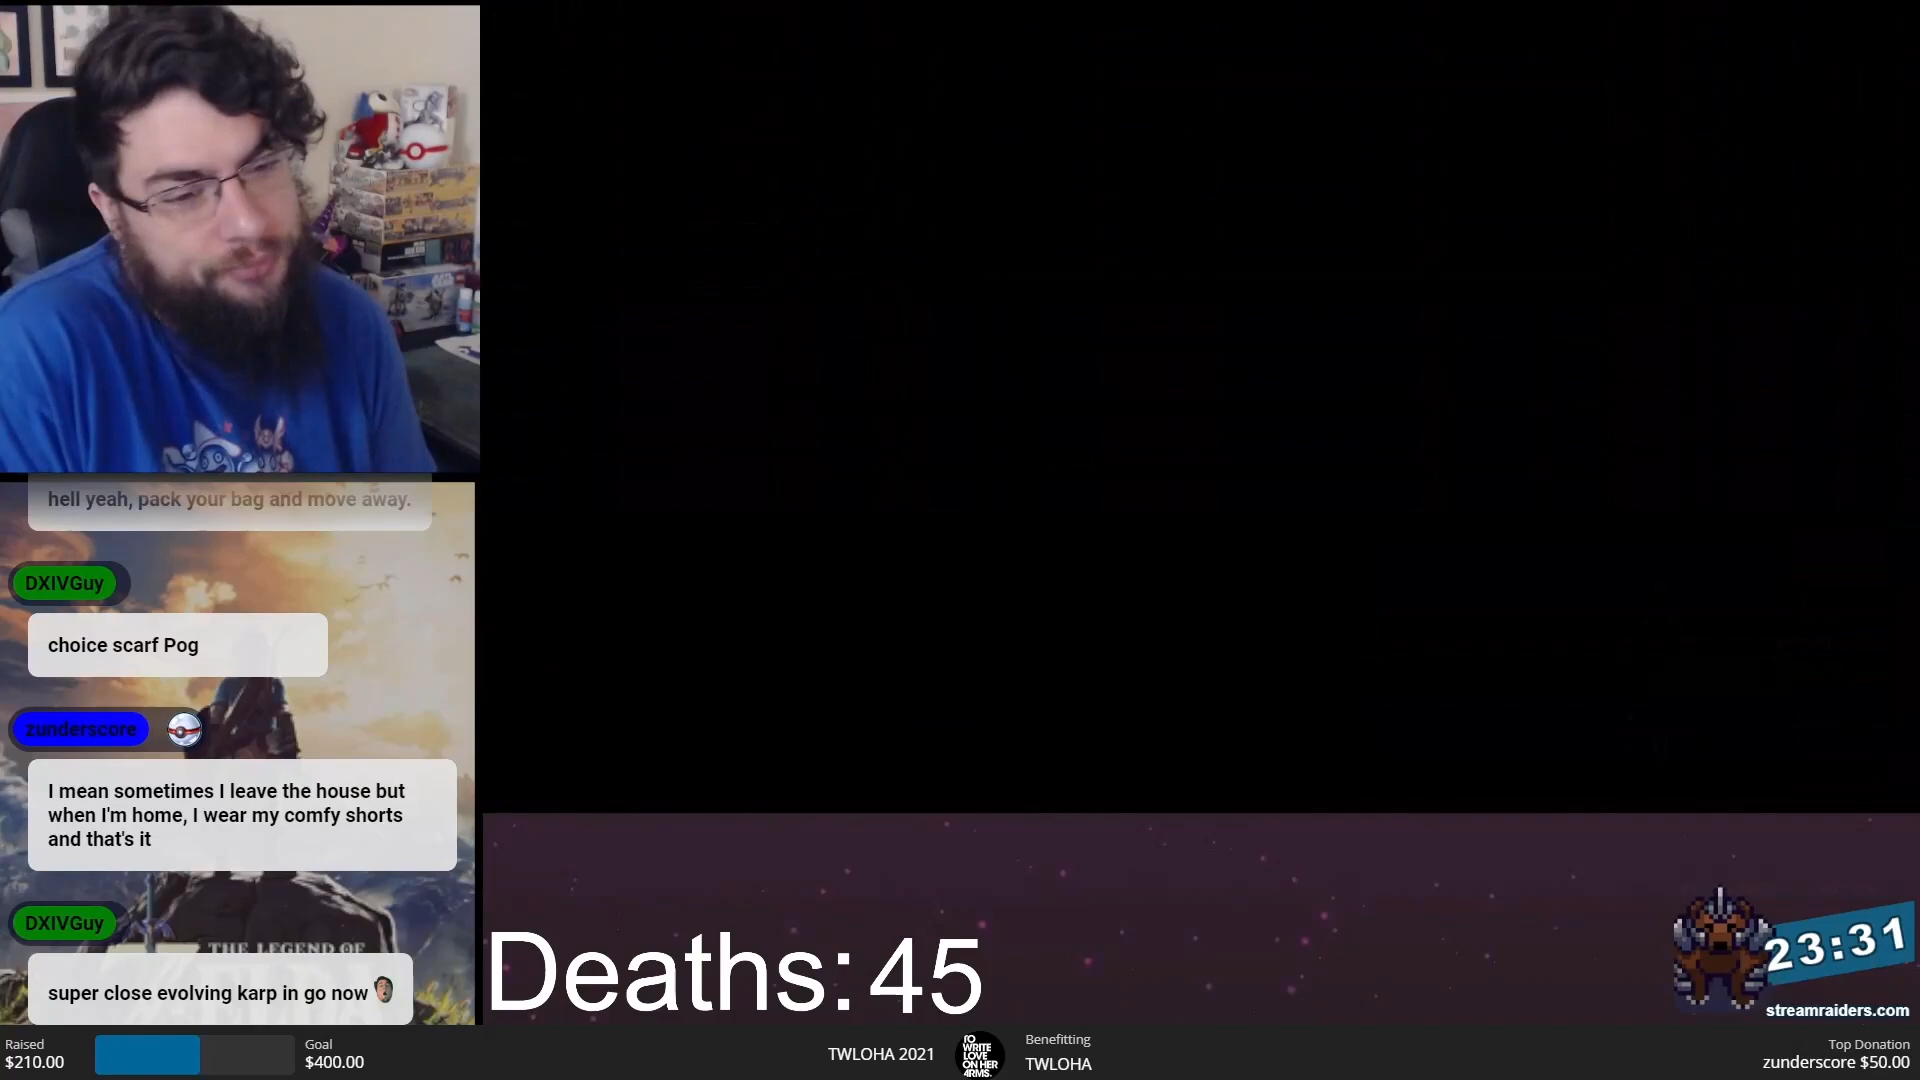 hell yeah, pack your bag and move away.
DXIVGuy
choice scarf Pog
zunderscore
I mean sometimes I leave the house but
when I'm home, I wear my comfy shorts
and that's it
DXIVGuy
THE LEGEND OF
super close evolving karp in go now
Deaths: 45
23:31
streamraiders.com
Raised
$210.00
Goal
$400.00
TWLOHA 2021
TO
WRITE
LOVE
ON HER
ARMS.
Benefitting
TWLOHA
Top Donation
zunderscore $50.00